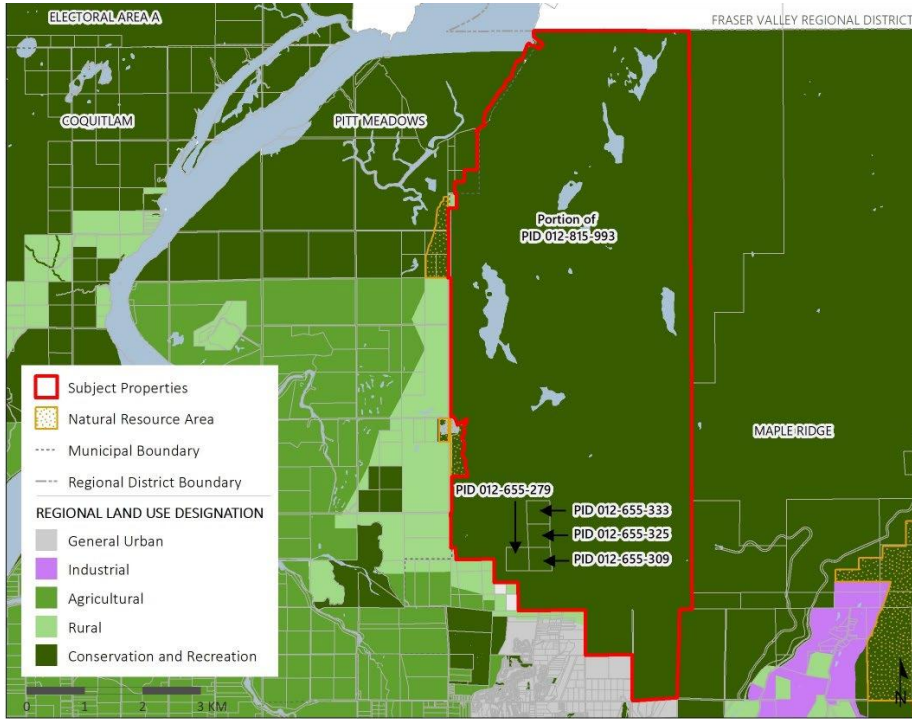 ELECTORAL AREA A
FRASER VALLEY REGIONAL DISTRICT
COQUITLAM
PITT MEADOWS
Portion of
PID 012-815-993
MAPLE RIDGE
PID 012-655-279
PID 012-655-333
PID 012-655-325
PID 012-655-309
Subject Properties
Natural Resource Area
Municipal Boundary
Regional District Boundary
REGIONAL LAND USE DESIGNATION
General Urban
Industrial
Agricultural
Rural
Conservation and Recreation
0 1 2 3 KM
N